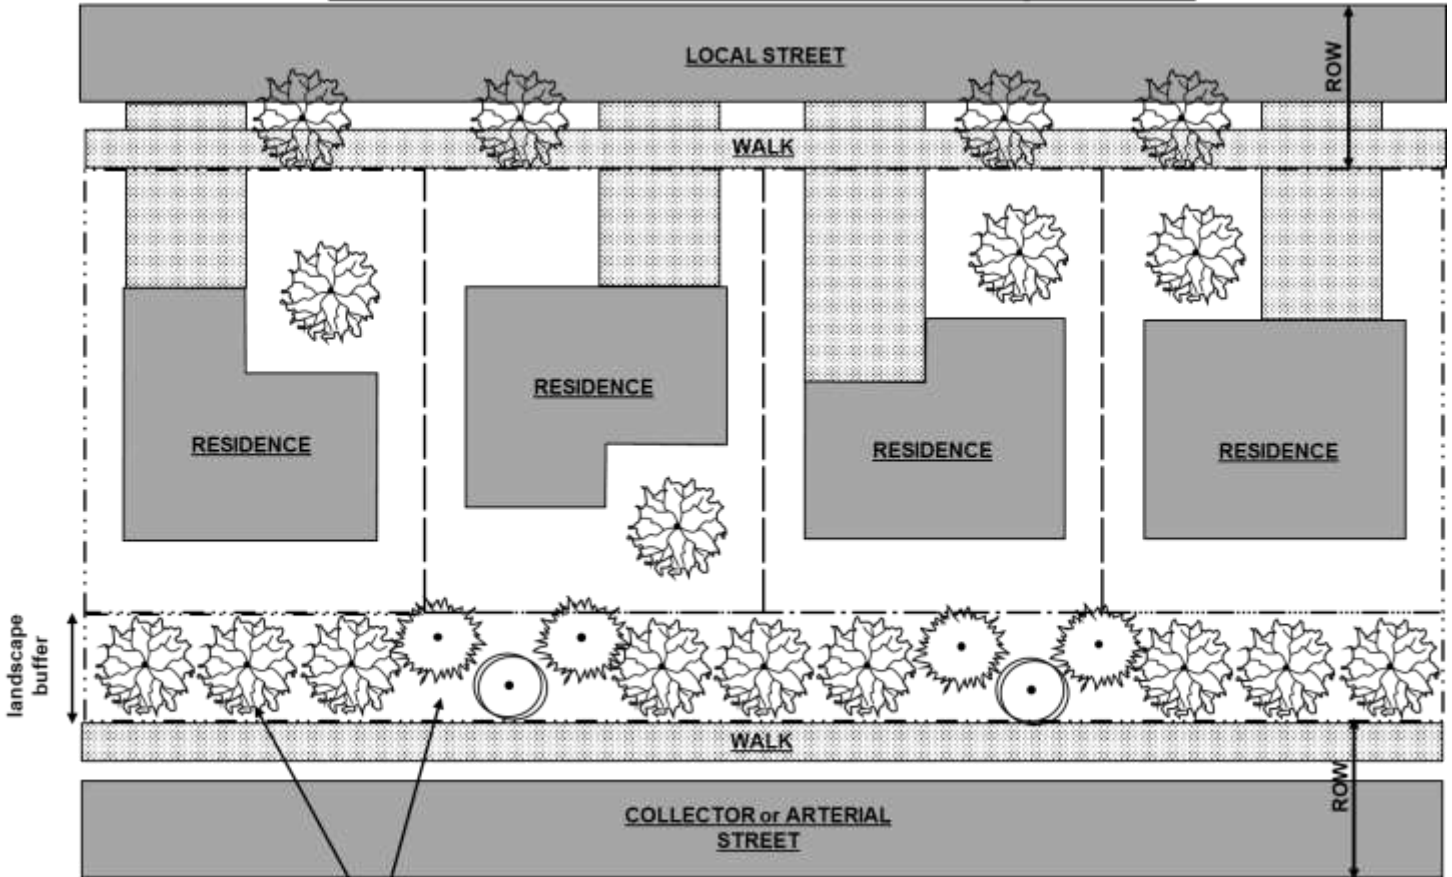 LOCAL STREET
ROW
WALK
RESIDENCE
RESIDENCE
RESIDENCE
RESIDENCE
landscape
buffer
WALK
ROW
COLLECTOR or ARTERIAL
STREET